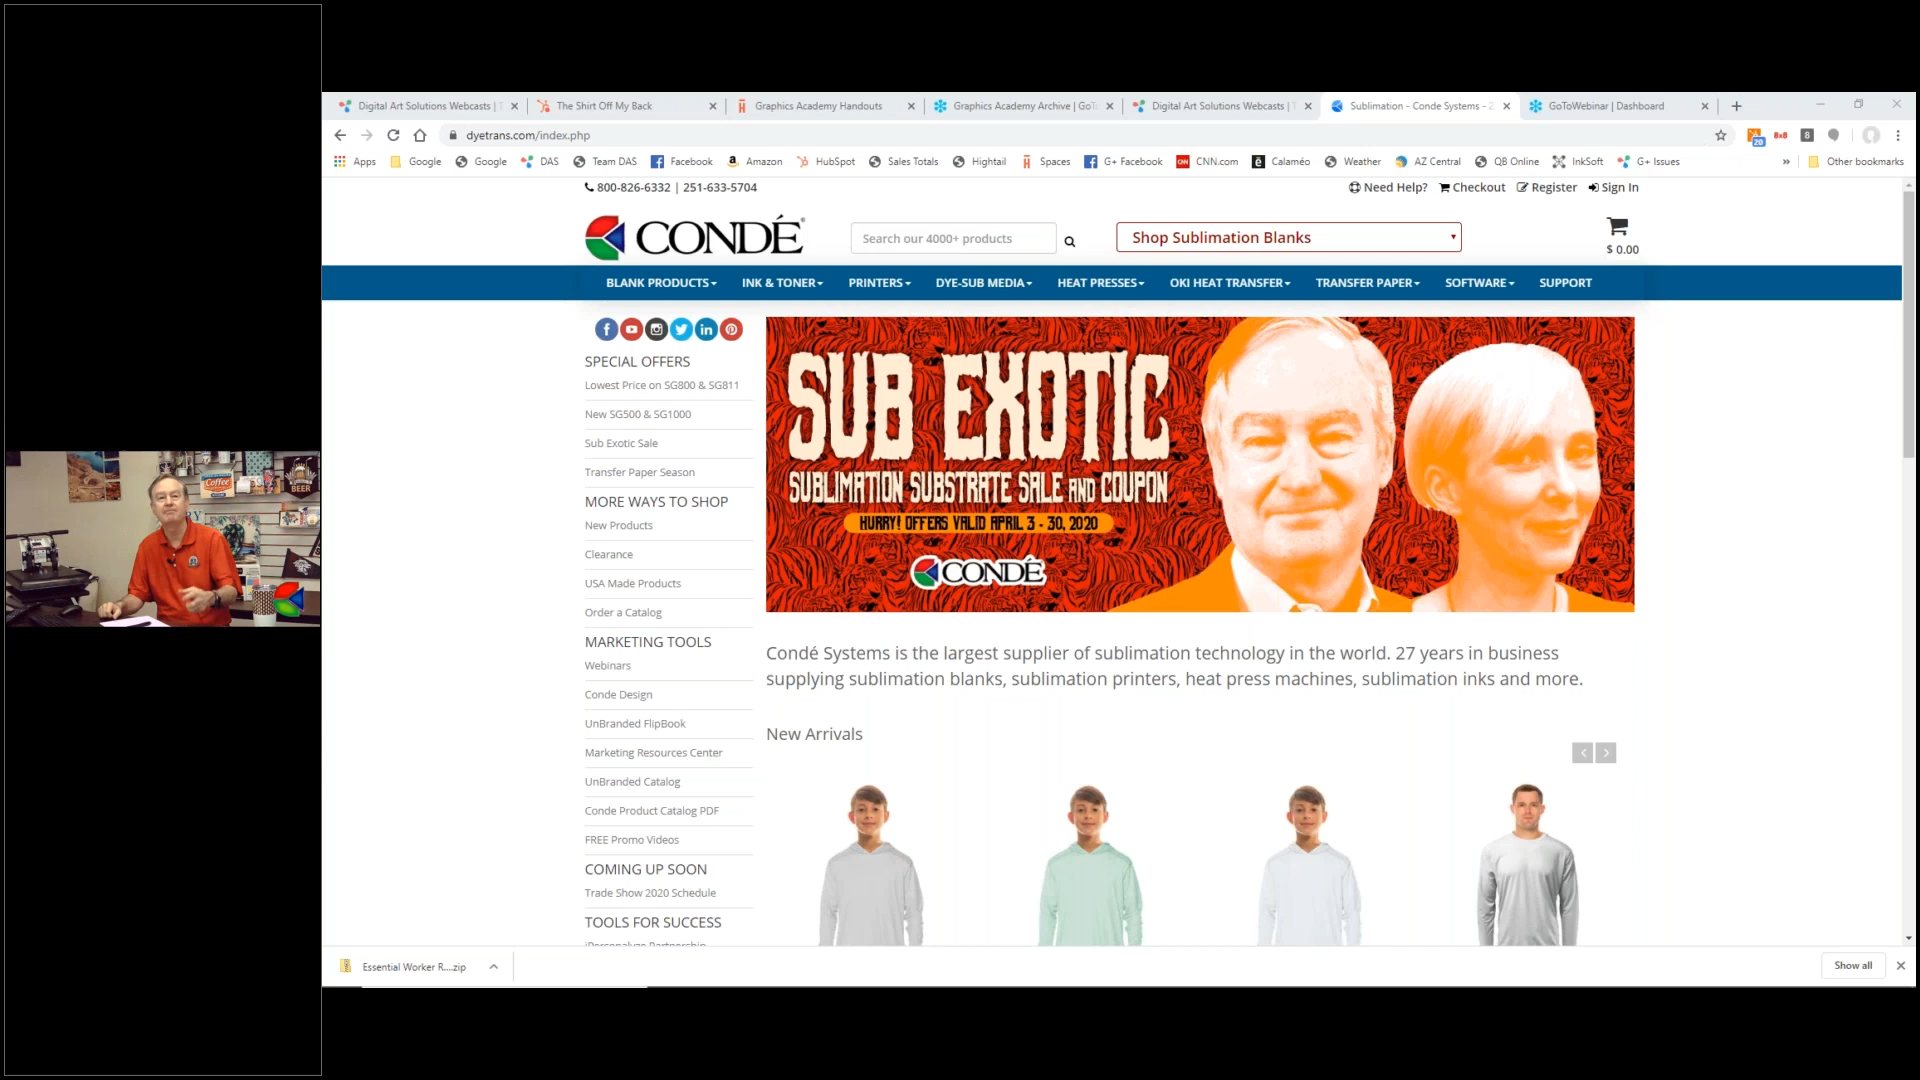 Digital Art Solutions Webcasts | T
The Shirt Off My Back
Graphics Academy Handouts
Graphics Academy Archive | GoTo
Digital Art Solutions Webcasts | T
Sublimation - Conde Systems - 2
GoToWebinar | Dashboard
dyetrans.com/index.php
20
8x8
8
Apps
Google
Google
DAS
Team DAS
Facebook
Amazon
HubSpot
Sales Totals
Hightail
Spaces
G+ Facebook
CNN.com
Calaméo
Weather
AZ Central
QB Online
InkSoft
G+ Issues
»
Other bookmarks
800-826-6332 | 251-633-5704
Need Help?
Checkout
Register
Sign In
CONDÉ
Search our 4000+ products
Shop Sublimation Blanks
$ 0.00
BLANK PRODUCTS
INK & TONER
PRINTERS
DYE-SUB MEDIA
HEAT PRESSES
OKI HEAT TRANSFER
TRANSFER PAPER
SOFTWARE
SUPPORT
SPECIAL OFFERS
Lowest Price on SG800 & SG811
New SG500 & SG1000
Sub Exotic Sale
Transfer Paper Season
MORE WAYS TO SHOP
New Products
Clearance
USA Made Products
Order a Catalog
MARKETING TOOLS
Webinars
Conde Design
UnBranded FlipBook
Marketing Resources Center
UnBranded Catalog
Conde Product Catalog PDF
FREE Promo Videos
COMING UP SOON
Trade Show 2020 Schedule
TOOLS FOR SUCCESS
iPersonalyze Partnership
SUB EXOTIC
SUBLIMATION SUBSTRATE SALE AND COUPON
HURRY! OFFERS VALID APRIL 3 - 30, 2020
CONDÉ
Condé Systems is the largest supplier of sublimation technology in the world. 27 years in business
supplying sublimation blanks, sublimation printers, heat press machines, sublimation inks and more.
New Arrivals
Coffee
BEER
Essential Worker R....zip
Show all